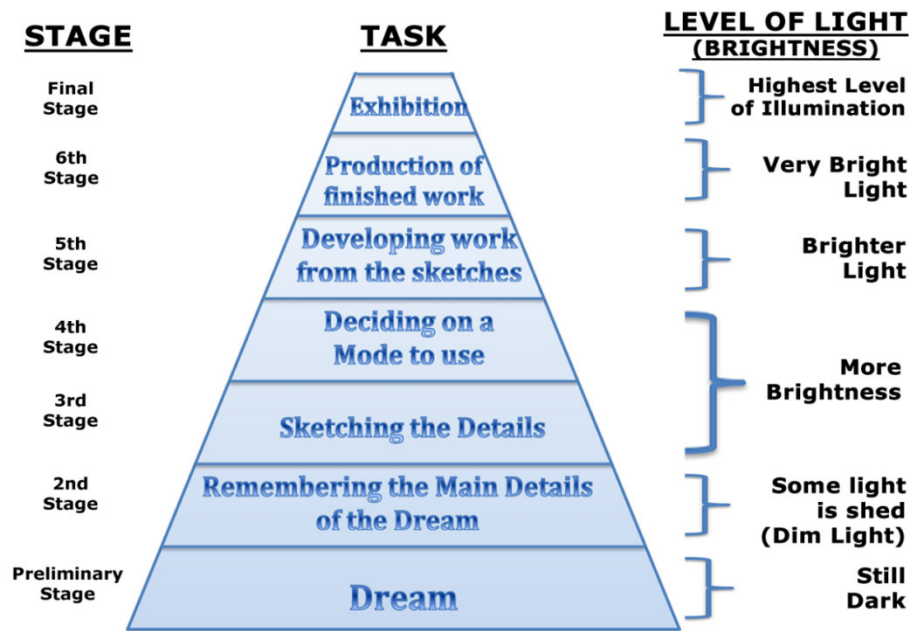 STAGE
TASK
LEVEL OF LIGHT
(BRIGHTNESS)
Final
Stage
Exhibition
Highest Level
of Illumination
6th
Stage
Production of
finished work
Very Bright
Light
5th
Stage
Developing work
from the sketches
Brighter
Light
4th
Stage
Deciding on a
Mode to use
More
Brightness
3rd
Stage
Sketching the Details
2nd
Stage
Remembering the Main Details
of the Dream
Some light
is shed
(Dim Light)
Preliminary
Stage
Dream
Still
Dark